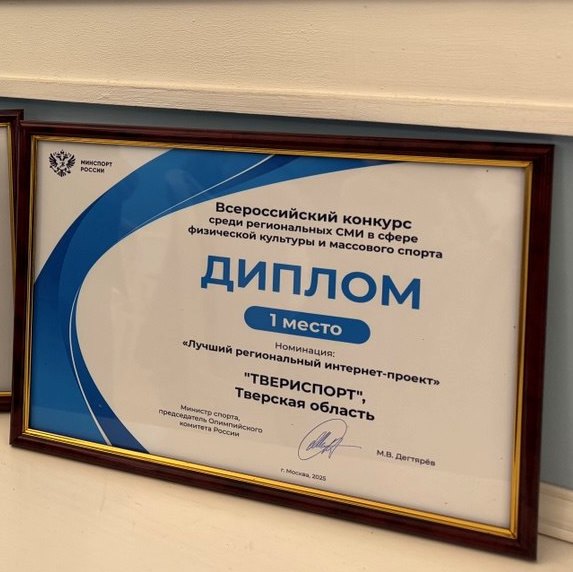 МИНСПОРТ
РОССИИ
Всероссийский конкурс
среди региональных СМИ в сфере
физической культуры и массового спорта
ДИПЛОМ
1 место
Номинация:
«Лучший региональный интернет-проект»
"ТВЕРИСПОРТ",
Тверская область
Министр спорта,
председатель Олимпийского
комитета России
М.В. Дегтярёв
г. Москва, 2025